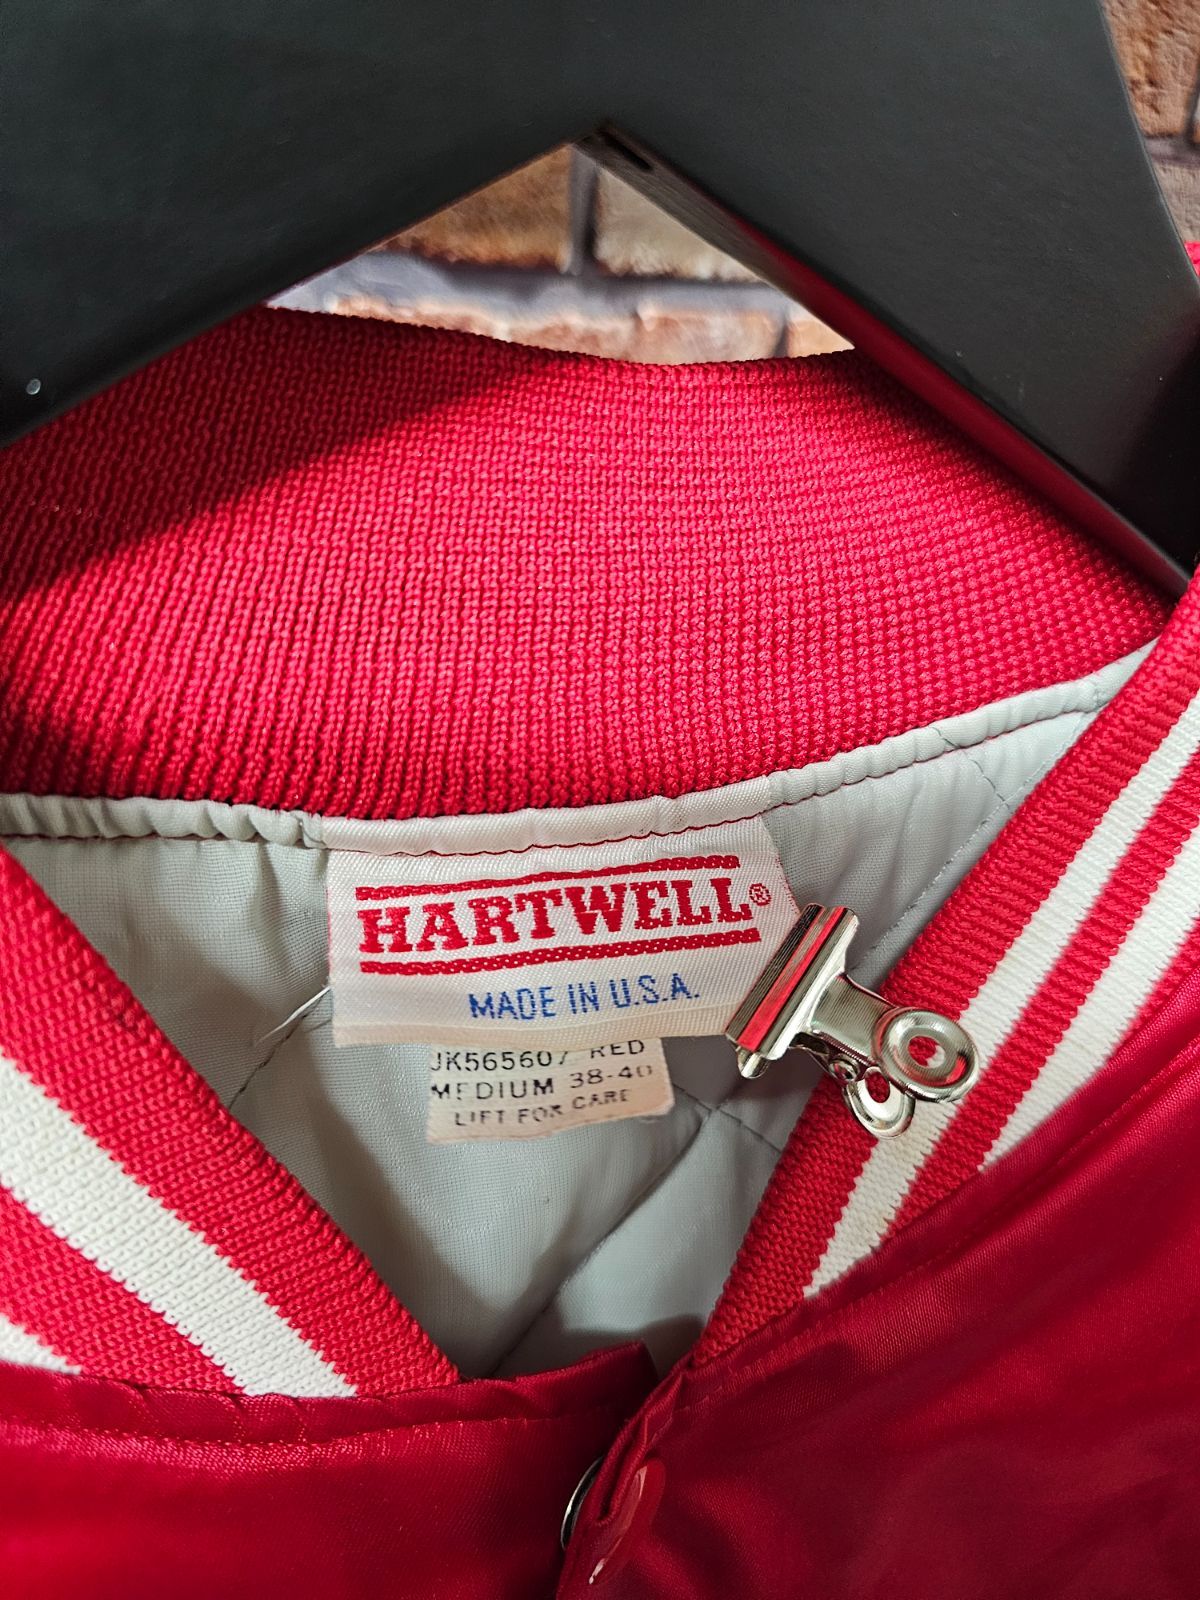 HARTWELL®
MADE IN U.S.A.
JK565607 RED
MEDIUM 38-40
LIFT FOR CARE